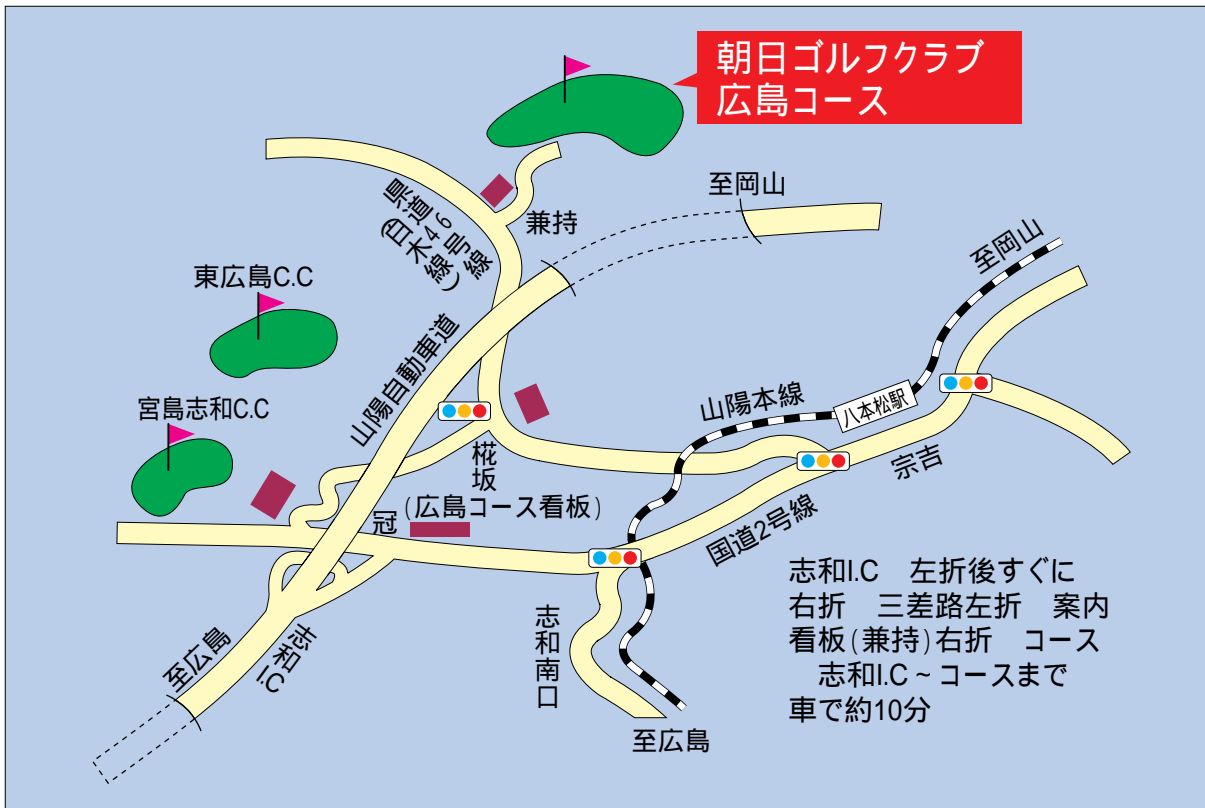 朝日ゴルフクラブ
広島コース
至岡山
県道46号線
(白木線)
兼持
至岡山
東広島C.C
山陽自動車道
宮島志和C.C
山陽本線
八本松駅
椛坂
宗吉
冠
(広島コース看板)
国道2号線
志和I.C 左折後すぐに
右折 三差路左折 案内
看板(兼持)右折 コース
志和I.C~コースまで
車で約10分
志和南口
至広島
志和IC
至広島